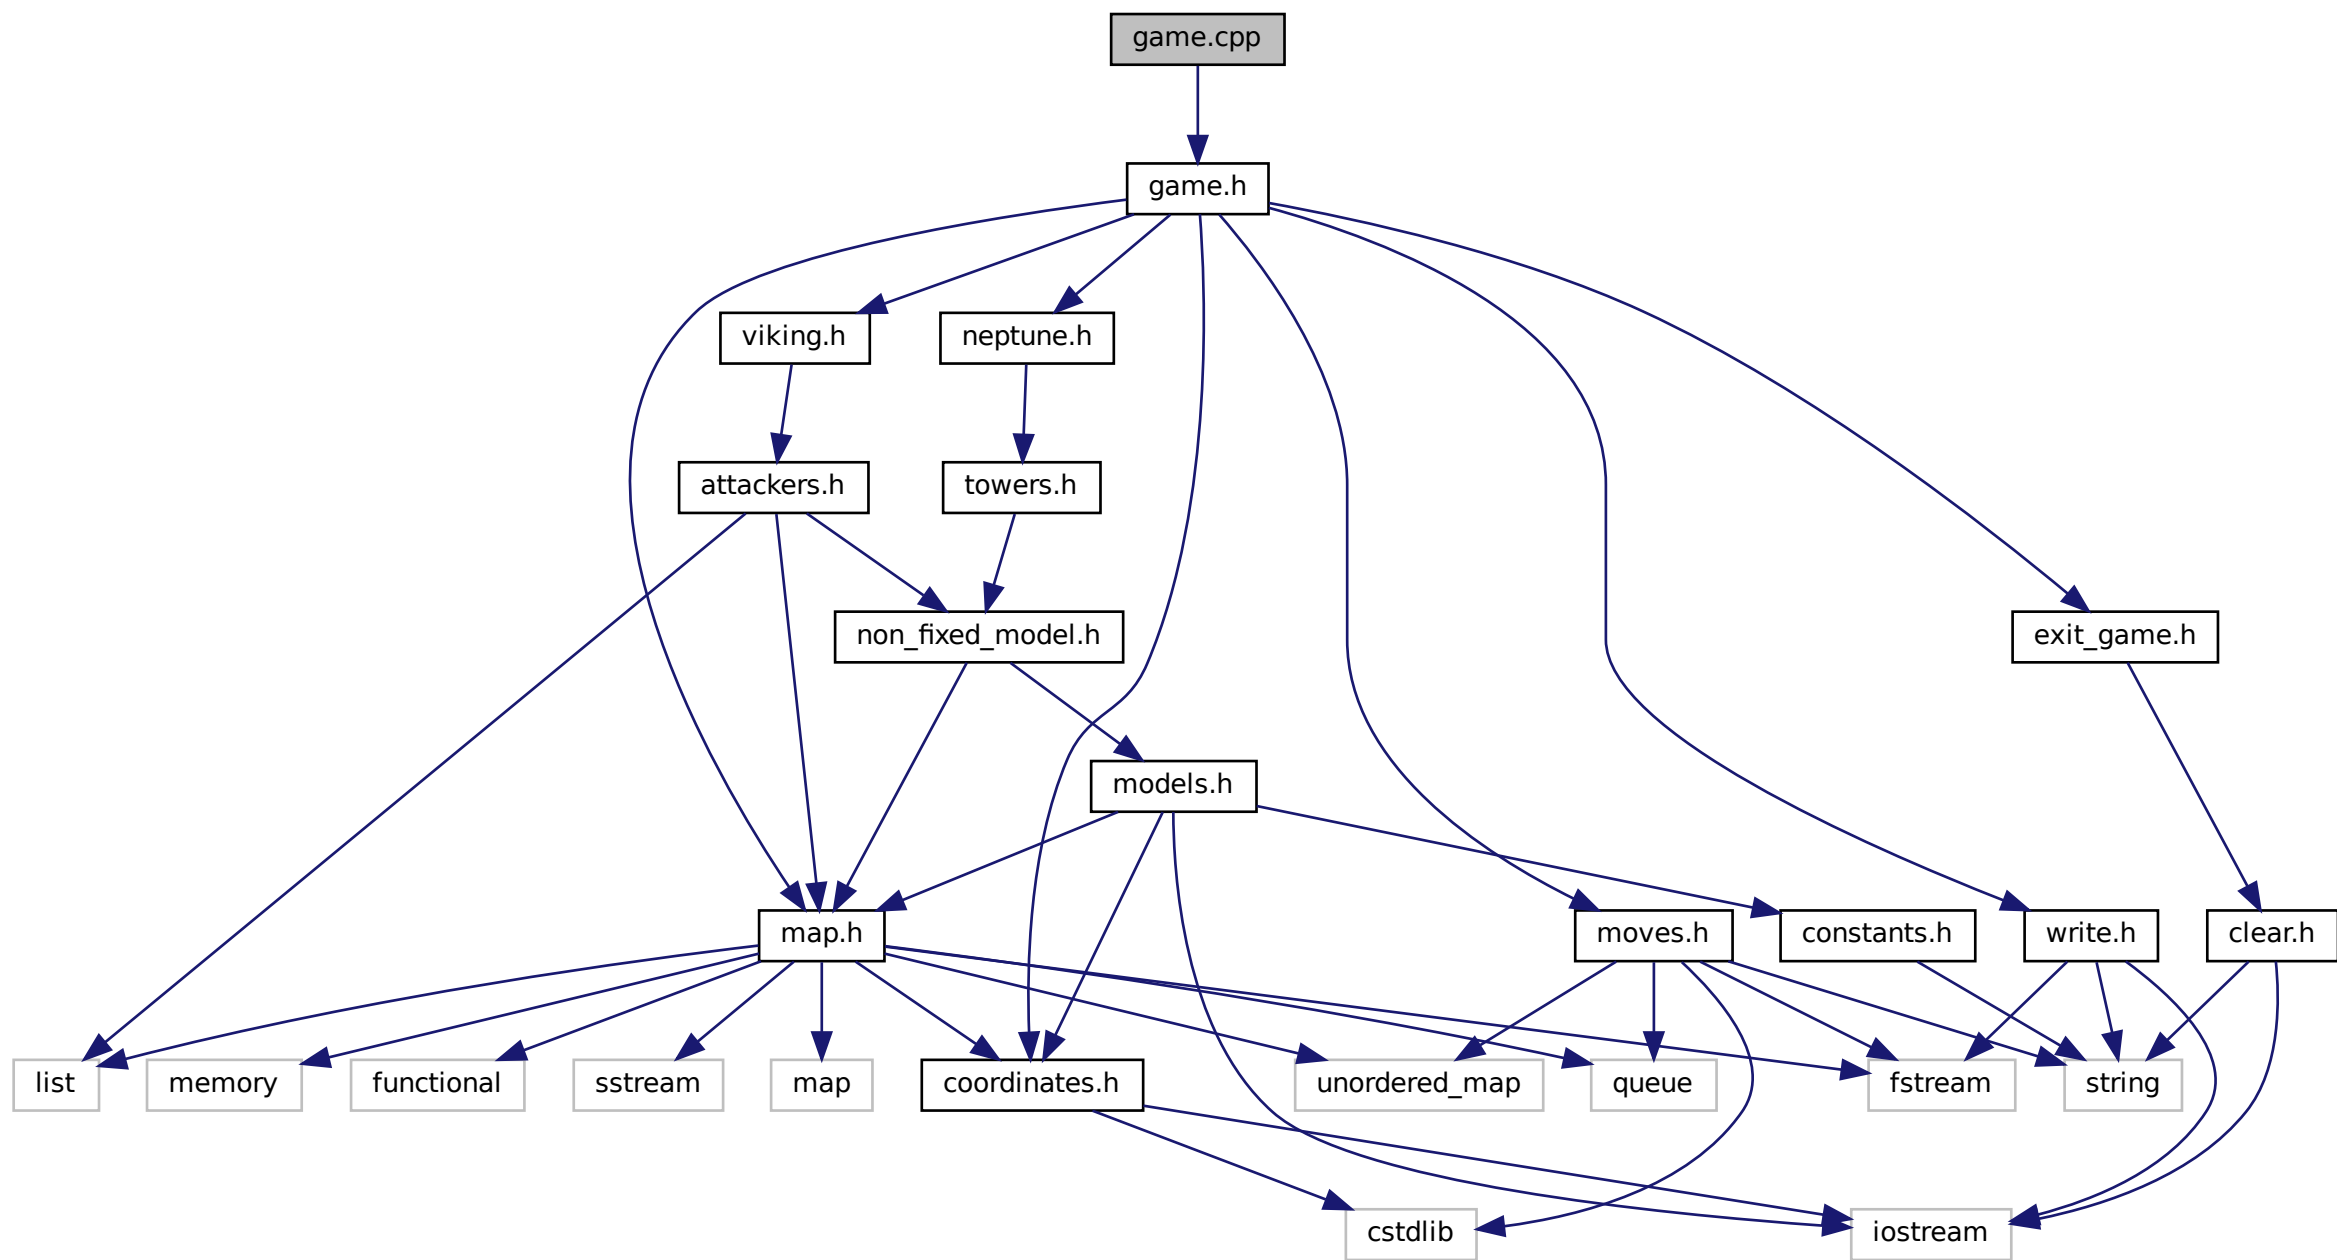 game.cpp
game.h
viking.h
neptune.h
attackers.h
towers.h
non_fixed_model.h
exit_game.h
models.h
map.h
moves.h
constants.h
write.h
clear.h
list
memory
functional
sstream
map
coordinates.h
unordered_map
queue
fstream
string
cstdlib
iostream